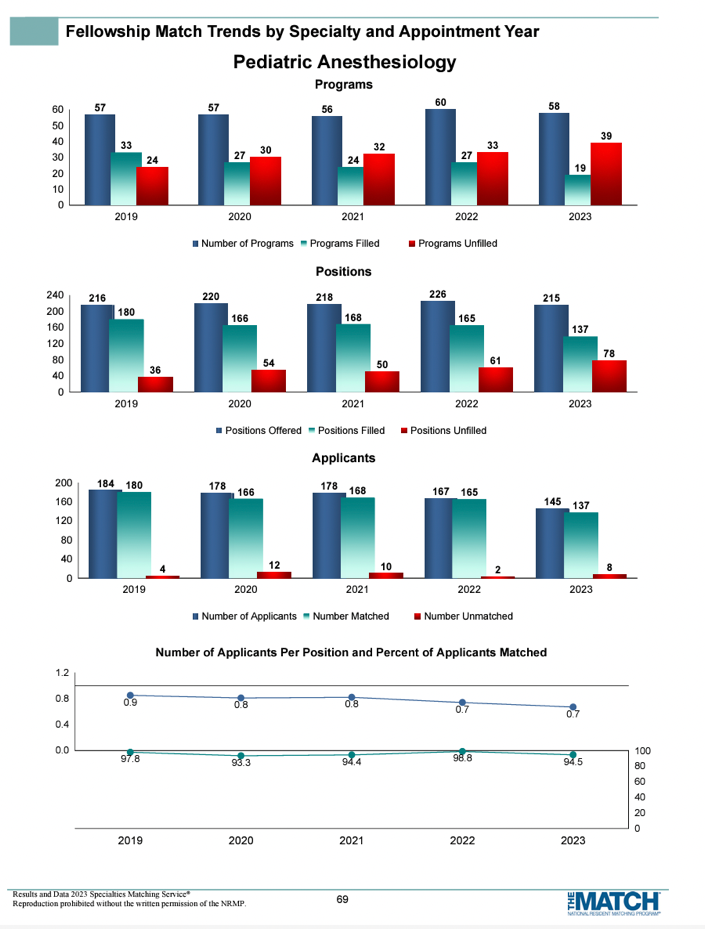 Fellowship Match Trends by Specialty and Appointment Year
Pediatric Anesthesiology
Programs
57 57 56 60 58
33 27 24 27 19
24 30 32 33 39
60
50
40
30
20
10
0
2019 2020 2021 2022 2023
Number of Programs Programs Filled Programs Unfilled
Positions
216 220 218 226 215
180 166 168 165 137
36 54 50 61 78
240
200
160
120
80
40
0
2019 2020 2021 2022 2023
Positions Offered Positions Filled Positions Unfilled
Applicants
184 180 178 166 178 168 167 165 145 137
4 12 10 2 8
200
160
120
80
40
0
2019 2020 2021 2022 2023
Number of Applicants Number Matched Number Unmatched
Number of Applicants Per Position and Percent of Applicants Matched
1.2
0.8
0.4
0.0
0.9 0.8 0.8 0.7 0.7
97.8 93.3 94.4 98.8 94.5
100
80
60
40
20
0
2019 2020 2021 2022 2023
Results and Data 2023 Specialties Matching Service®
Reproduction prohibited without the written permission of the NRMP.
69
THE MATCH
NATIONAL RESIDENT MATCHING PROGRAM®